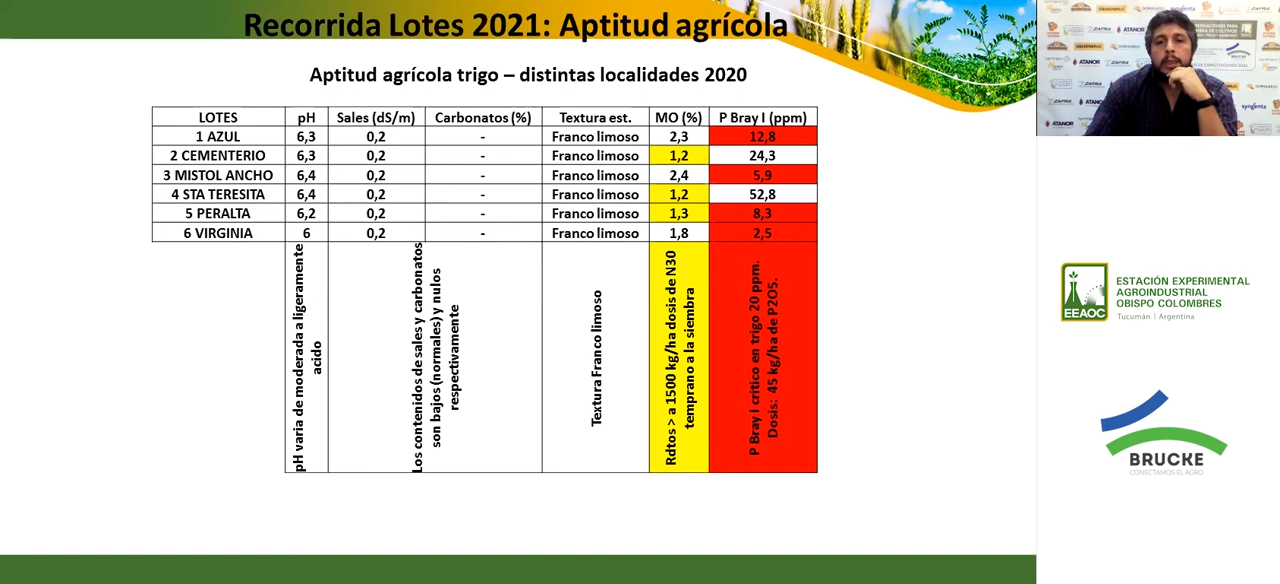 Recorrida Lotes 2021: Aptitud agrícola
Aptitud agrícola trigo – distintas localidades 2020
LOTES pH Sales (dS/m) Carbonatos (%) Textura est. MO (%) P Bray I (ppm)
1 AZUL 6,3 0,2 - Franco limoso 2,3 12,8
2 CEMENTERIO 6,3 0,2 - Franco limoso 1,2 24,3
3 MISTOL ANCHO 6,4 0,2 - Franco limoso 2,4 5,9
4 STA TERESITA 6,4 0,2 - Franco limoso 1,2 52,8
5 PERALTA 6,2 0,2 - Franco limoso 1,3 8,3
6 VIRGINIA 6 0,2 - Franco limoso 1,8 2,5
pH varia de moderada a ligeramente
acido
Los contenidos de sales y carbonatos
son bajos (normales) y nulos
respectivamente
Textura Franco limoso
Rdtos > a 1500 kg/ha dosis de N30
temprano a la siembra
P Bray I critico en trigo 20 ppm.
Dosis: 45 kg/ha de P2O5.
ZAFRA
ATANOR
syngenta
EEAOC
ESTACIÓN EXPERIMENTAL
AGROINDUSTRIAL
OBISPO COLOMBRES
Tucumán | Argentina
BRUCKE
CONECTAMOS EL AGRO